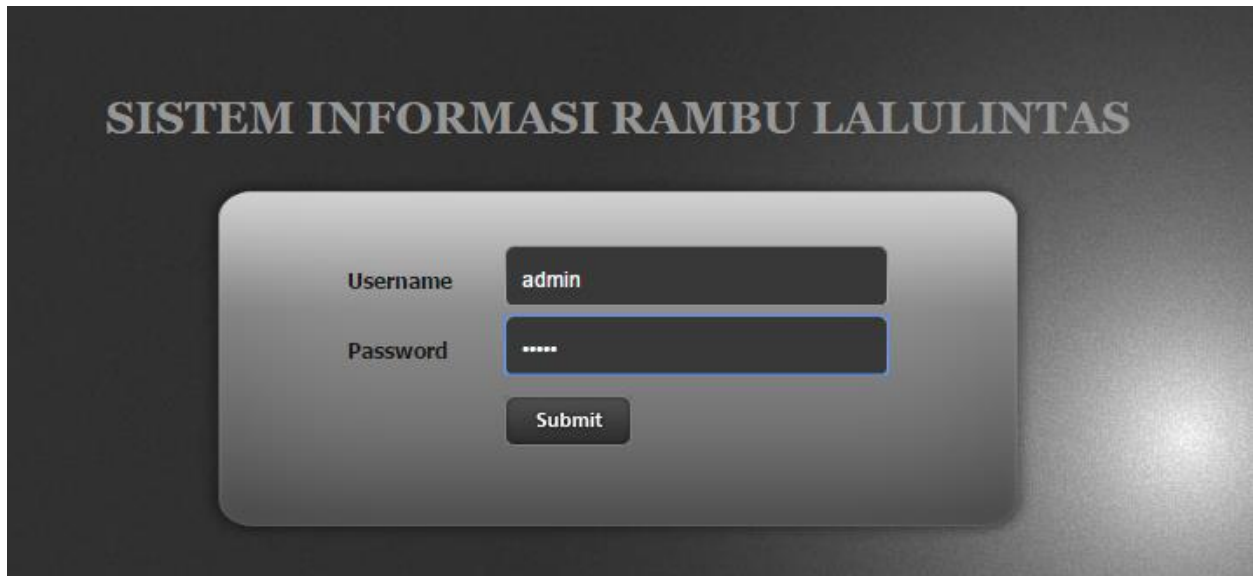 SISTEM INFORMASI RAMBU LALULINTAS
Username admin
Password •••••
Submit